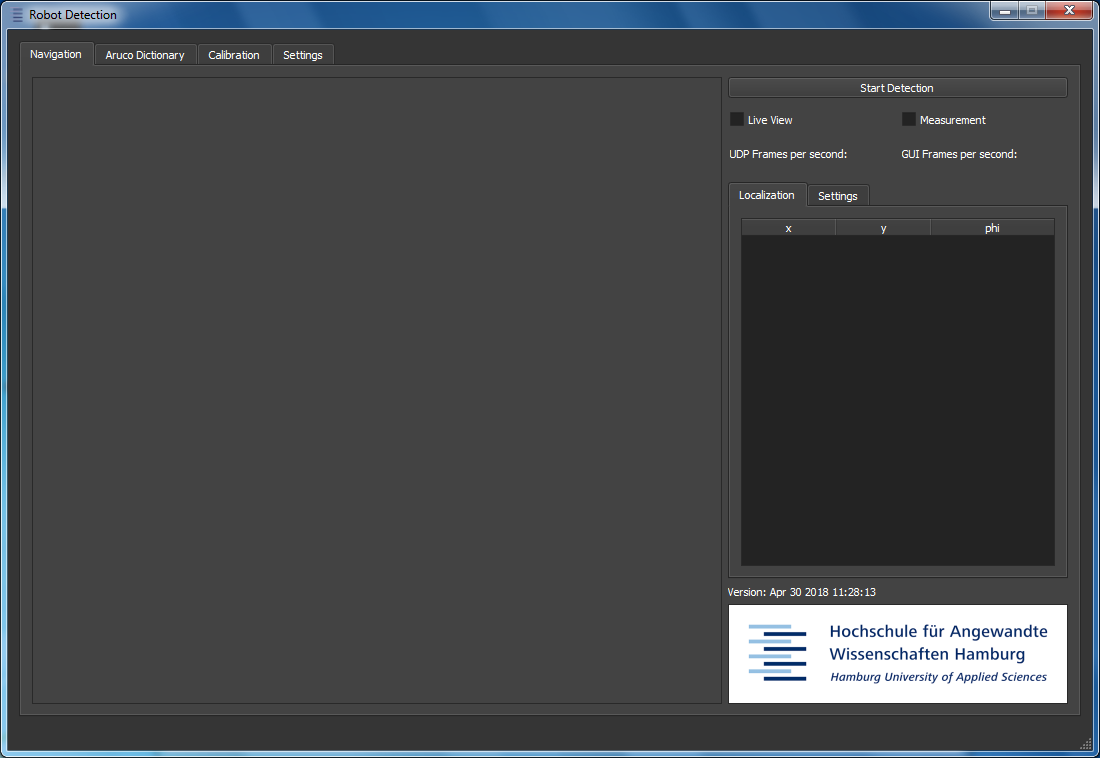 Robot Detection
Navigation Aruco Dictionary Calibration Settings
Start Detection
Live View Measurement
UDP Frames per second: GUI Frames per second:
Localization Settings
x y phi
Version: Apr 30 2018 11:28:13
Hochschule für Angewandte
Wissenschaften Hamburg
Hamburg University of Applied Sciences